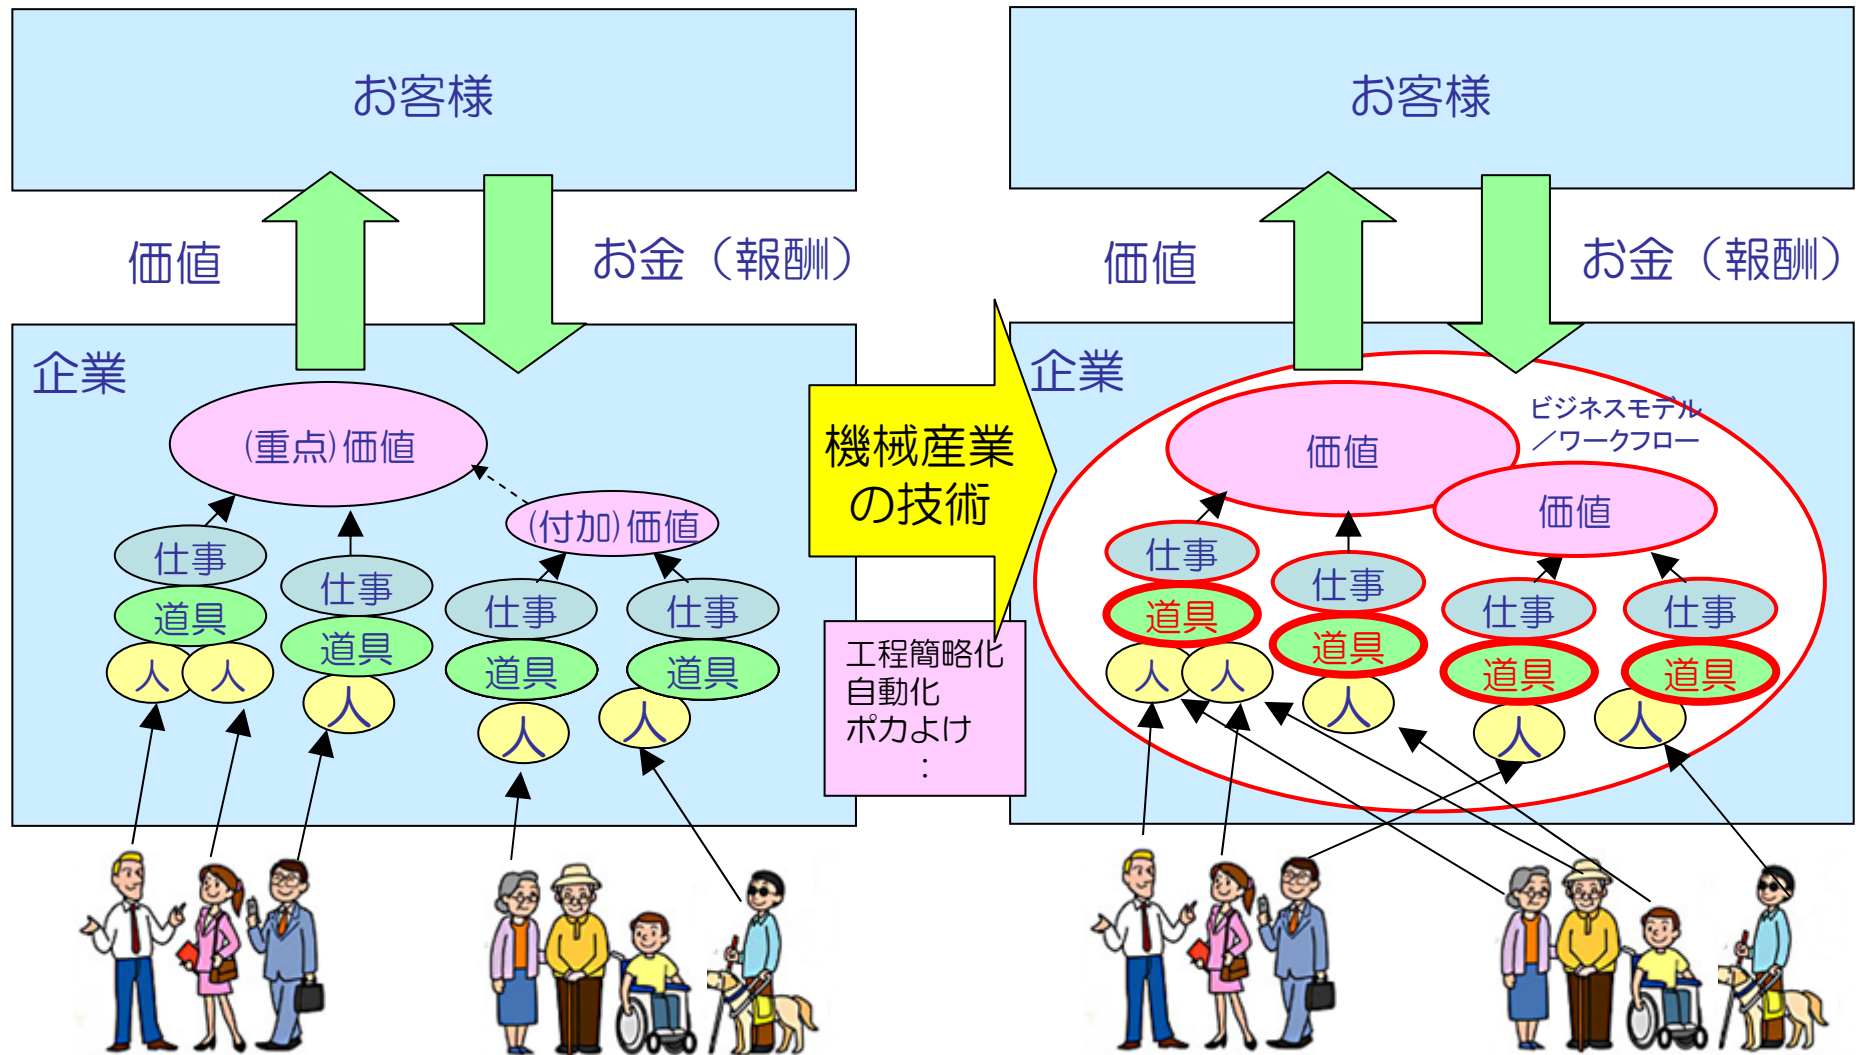 お客様
価値
お金（報酬）
企業
(重点)価値
(付加)価値
仕事
道具
人
人
仕事
道具
人
仕事
道具
人
仕事
道具
人
機械産業
の技術
工程簡略化
自動化
ポカよけ
：
お客様
価値
お金（報酬）
企業
ビジネスモデル
／ワークフロー
価値
価値
仕事
道具
人
人
仕事
道具
人
仕事
道具
人
仕事
道具
人